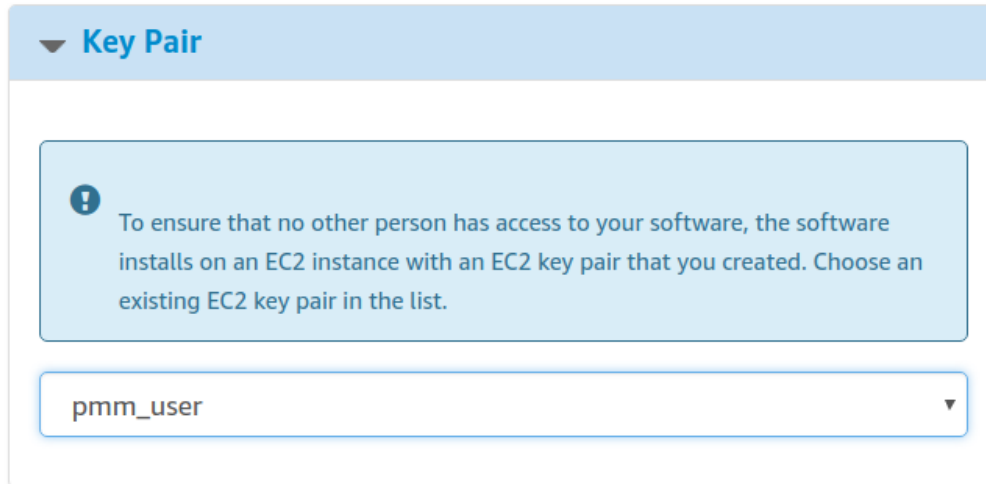 Key Pair
To ensure that no other person has access to your software, the software
installs on an EC2 instance with an EC2 key pair that you created. Choose an
existing EC2 key pair in the list.
pmm_user